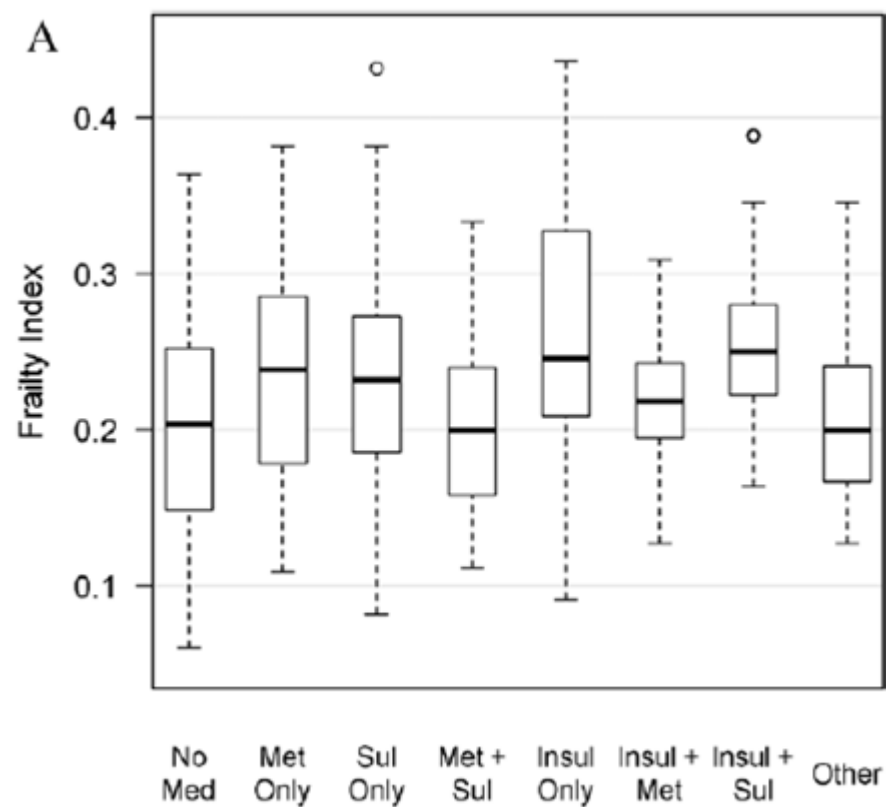 A
0.4
0.3
0.2
0.1
Frailty Index
No Med
Met Only
Sul Only
Met + Sul
Insul Only
Insul + Met
Insul + Sul
Other